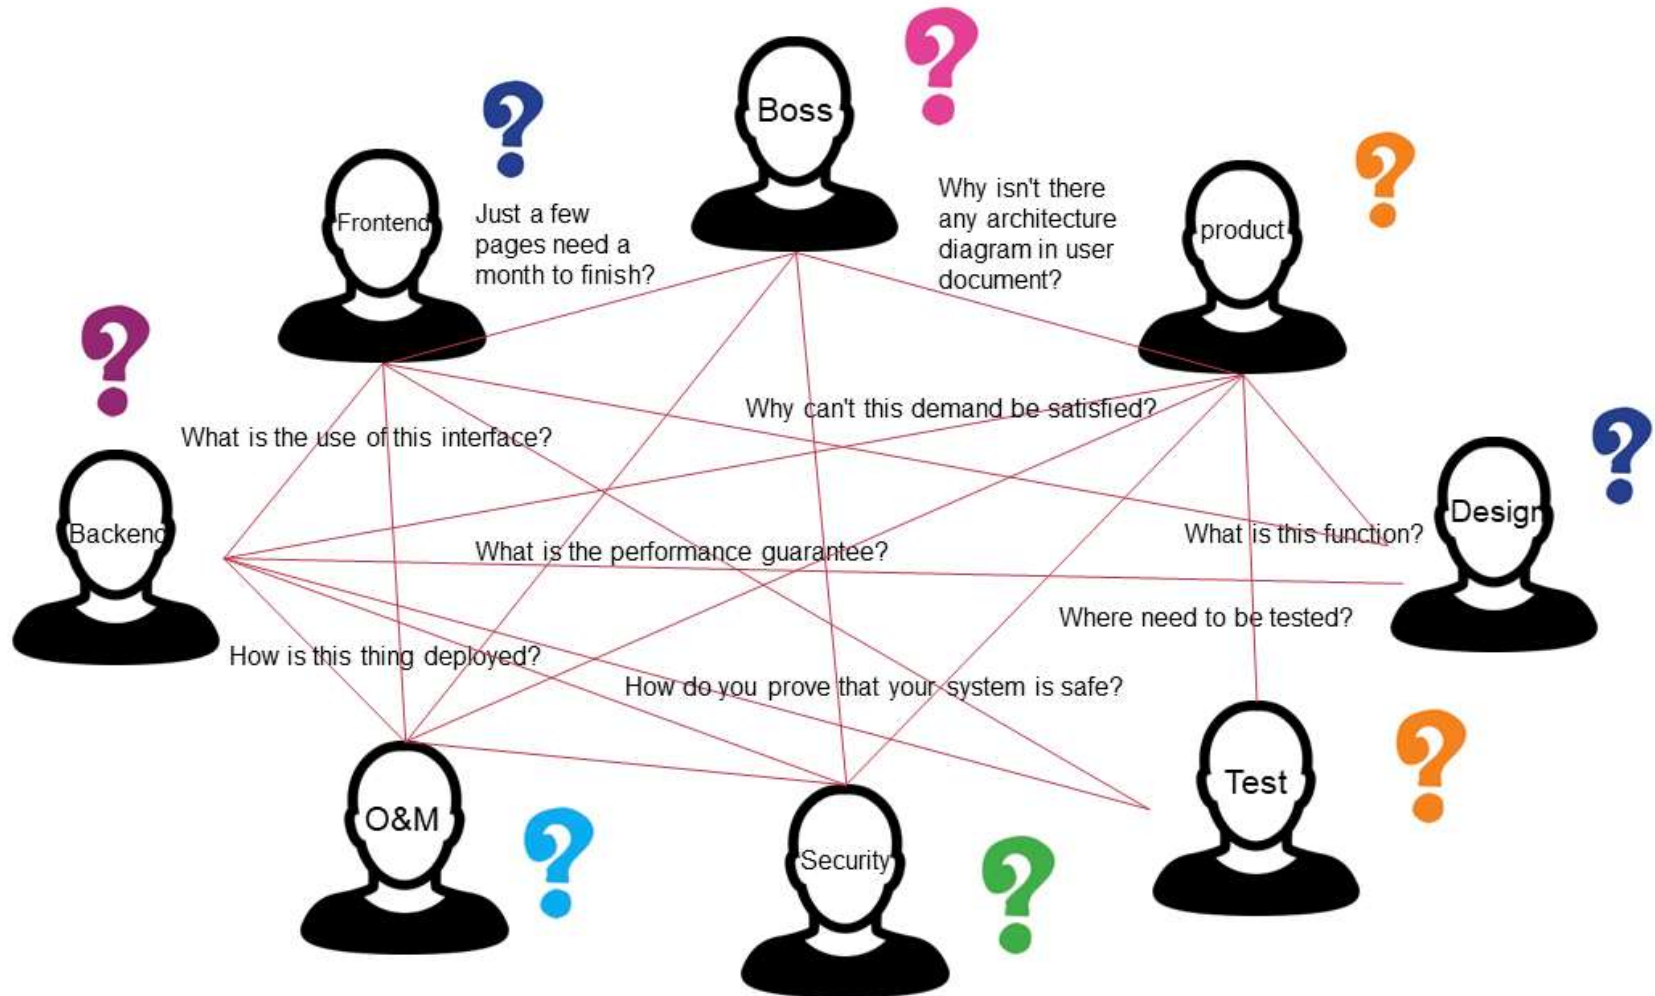 Boss
Frontend
Just a few
pages need a
month to finish?
Why isn't there
any architecture
diagram in user
document?
product
Why can't this demand be satisfied?
What is the use of this interface?
Backend
What is the performance guarantee?
What is this function?
Design
Where need to be tested?
How is this thing deployed?
How do you prove that your system is safe?
O&M
Security
Test